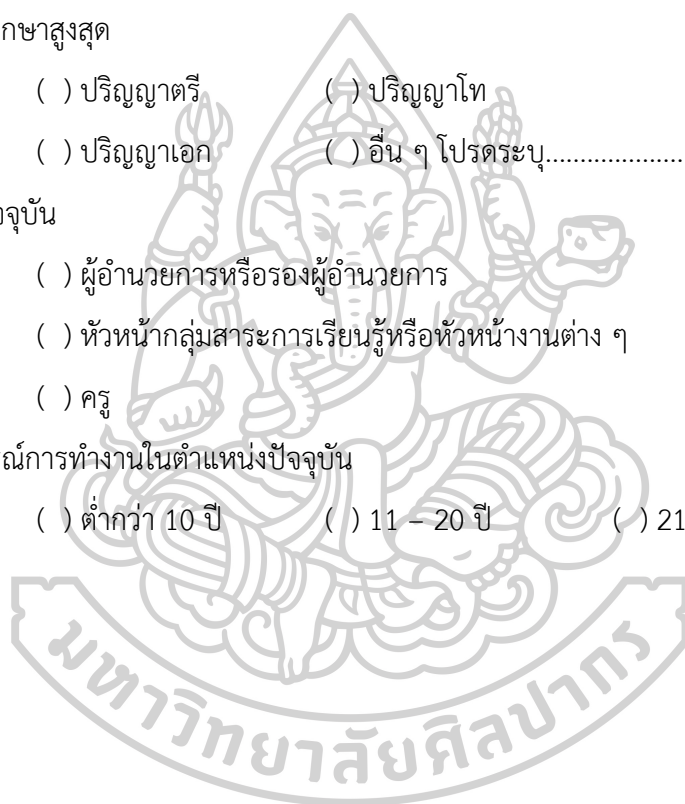 กษาสูงสุด
( ) ปริญญาตรี ( ) ปริญญาโท
( ) ปริญญาเอก ( ) อื่น ๆ โปรดระบุ....................
จจุบัน
( ) ผู้อำนวยการหรือรองผู้อำนวยการ
( ) หัวหน้ากลุ่มสาระการเรียนรู้หรือหัวหน้างานต่าง ๆ
( ) ครู
ณ์การทำงานในตำแหน่งปัจจุบัน
( ) ต่ำกว่า 10 ปี ( ) 11 – 20 ปี ( ) 21
มหาวิทยาลัยศิลปากร